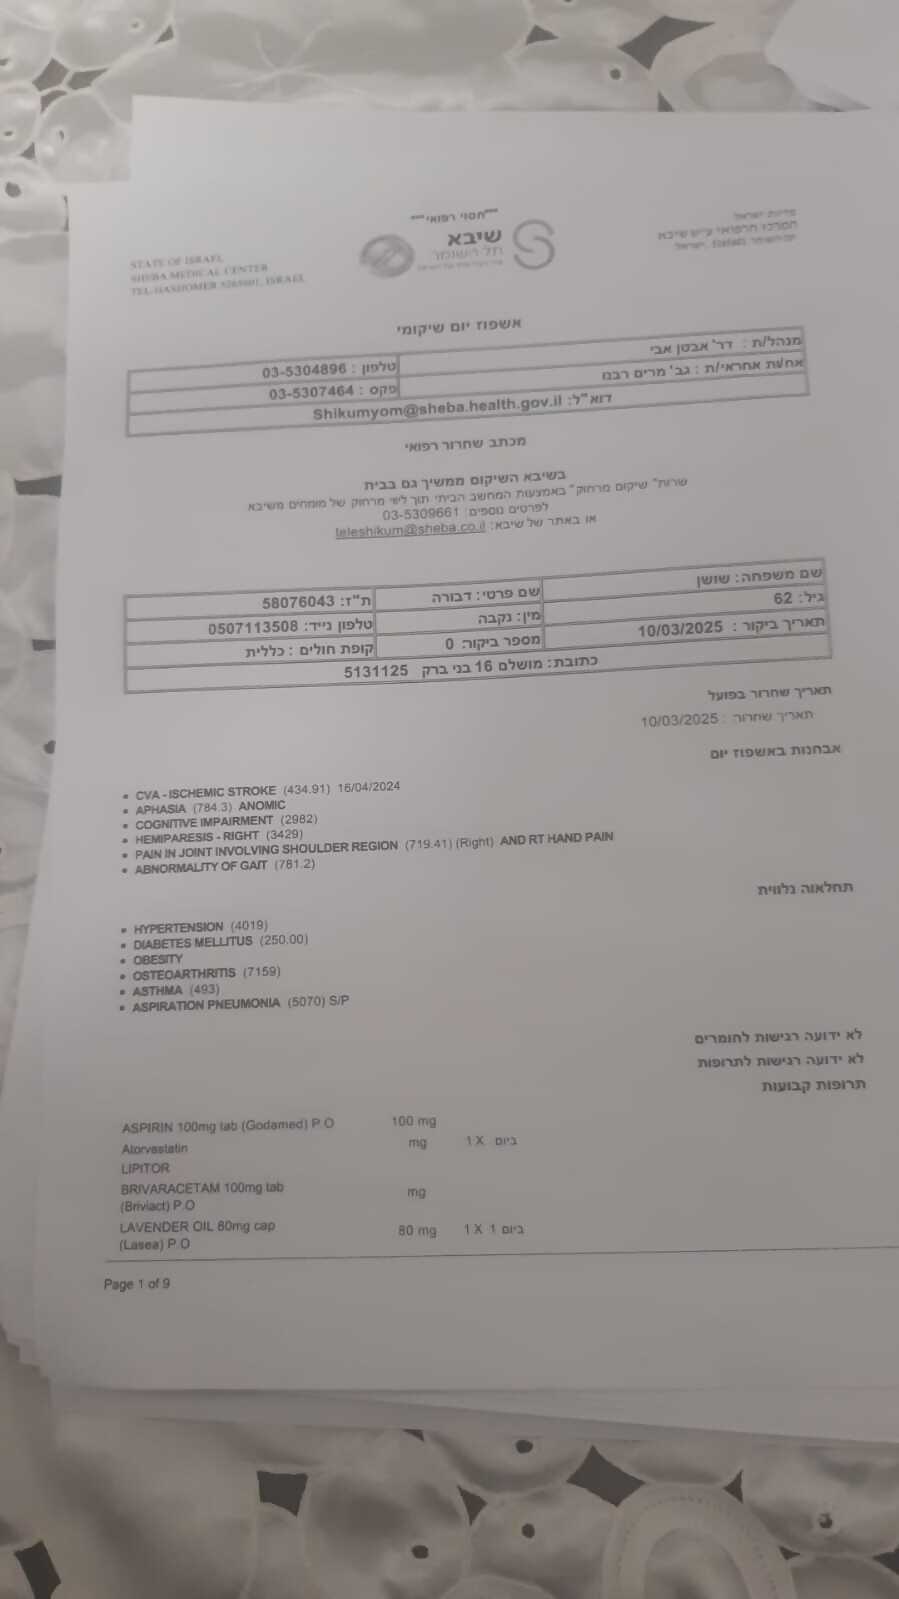 ***חסוי רפואי***
STATE OF ISRAEL
SHEBA MEDICAL CENTER
TEL-HASHOMER 5265601, ISRAEL
שיבא
תל השומר
מדינת ישראל
המרכז הרפואי ע״ש שיבא
אשפוז יום שיקומי
מנהל/ת : דר' אבטן אבי טלפון : 03-5304896
אח/ות אחראי/ת : גב' מרים רבנו פקס : 03-5307464
דוא"ל: Shikumyom@sheba.health.gov.il
מכתב שחרור רפואי
בשיבא השיקום ממשיך גם בבית
שרות" שיקום מרחוק" באמצעות המחשב הביתי תוך ליווי מרחוק של מומחים משיבא
לפרטים נוספים: 03-5309661
או באתר של שיבא: teleshikum@sheba.co.il
שם משפחה: שושן שם פרטי: דבורה ת"ז: 58076043
גיל: 62 מין: נקבה טלפון נייד: 0507113508
תאריך ביקור : 10/03/2025 מספר ביקור: 0 קופת חולים : כללית
כתובת: מושלם 16 בני ברק 5131125
תאריך שחרור בפועל
תאריך שחרור: : 10/03/2025
אבחנות באשפוז יום
• CVA - ISCHEMIC STROKE (434.91) 16/04/2024
• APHASIA (784.3) ANOMIC
• COGNITIVE IMPAIRMENT (2982)
• HEMIPARESIS - RIGHT (3429)
• PAIN IN JOINT INVOLVING SHOULDER REGION (719.41) (Right) AND RT HAND PAIN
• ABNORMALITY OF GAIT (781.2)
תחלאוה נלווית
• HYPERTENSION (4019)
• DIABETES MELLITUS (250.00)
• OBESITY
• OSTEOARTHRITIS (7159)
• ASTHMA (493)
• ASPIRATION PNEUMONIA (5070) S/P
לא ידועה רגישות לחומרים
לא ידועה רגישות לתרופות
תרופות קבועות
ASPIRIN 100mg tab (Godamed) P.O 100 mg
Atorvastatin mg 1 X ביום
LIPITOR
BRIVARACETAM 100mg tab mg
(Briviact) P.O
LAVENDER OIL 80mg cap 80 mg 1 X 1 ביום
(Lasea) P.O
Page 1 of 9